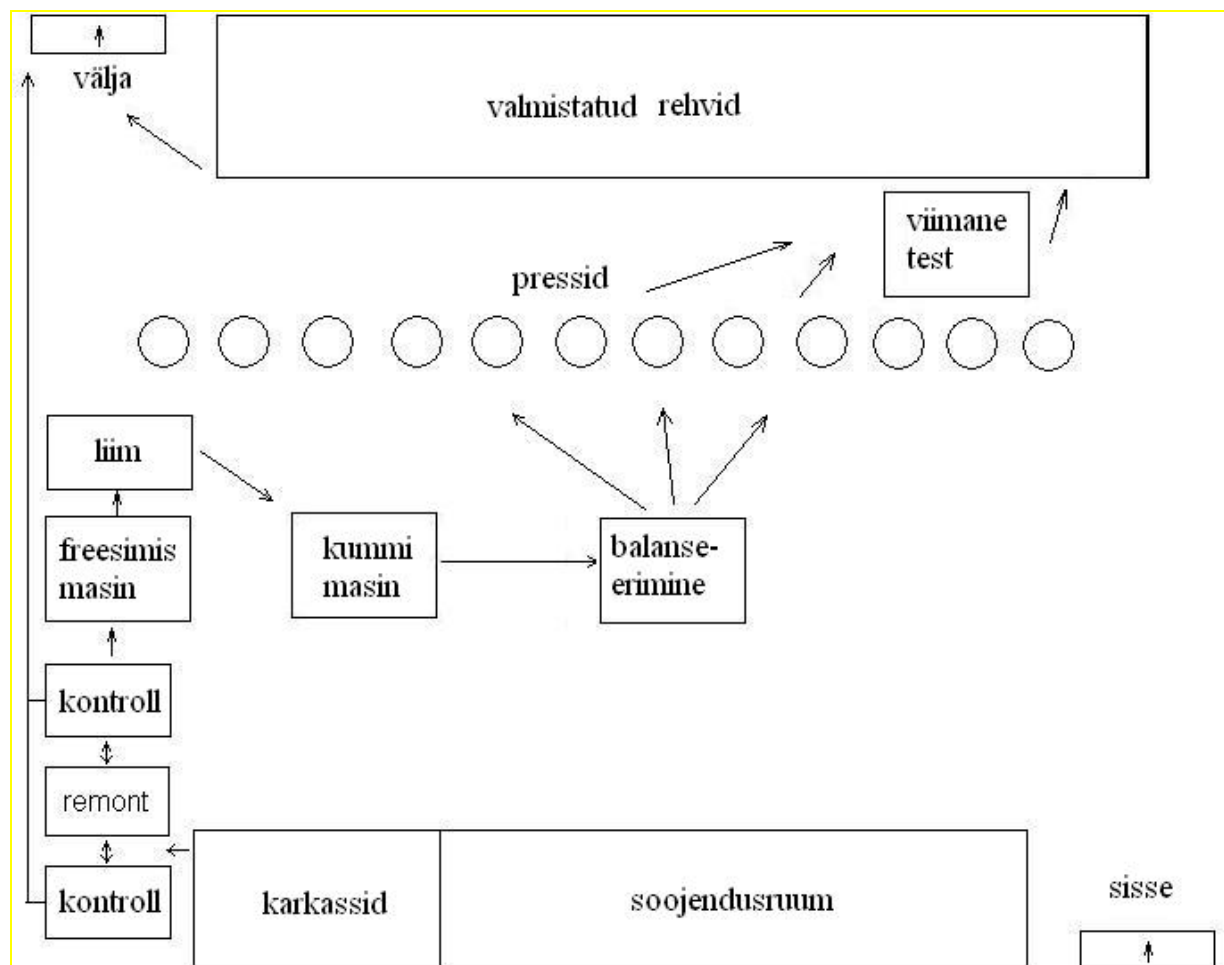 välja
valmistatud rehvid
viimane
test
pressid
liim
freesimis
masin
kummi
masin
balanse-
erimine
kontroll
remont
kontroll
karkassid
soojendusruum
sisse